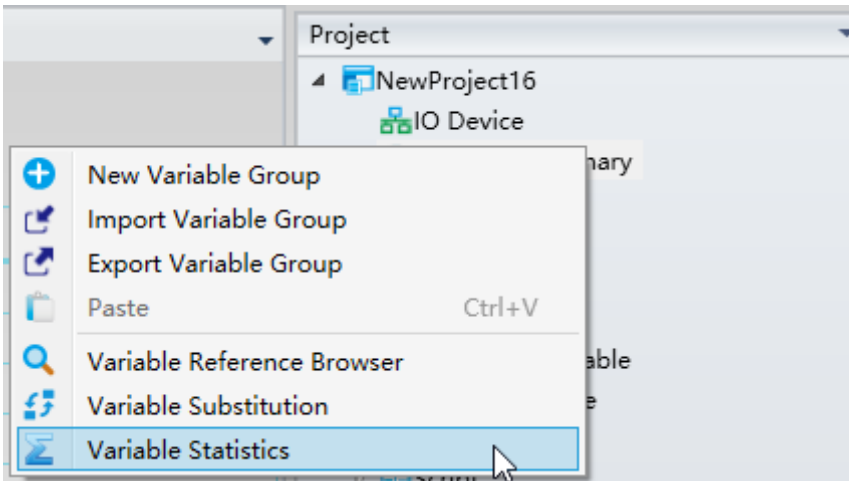 Project
NewProject16
IO Device
nary
New Variable Group
Import Variable Group
Export Variable Group
Paste Ctrl+V
Variable Reference Browser
able
Variable Substitution
e
Variable Statistics